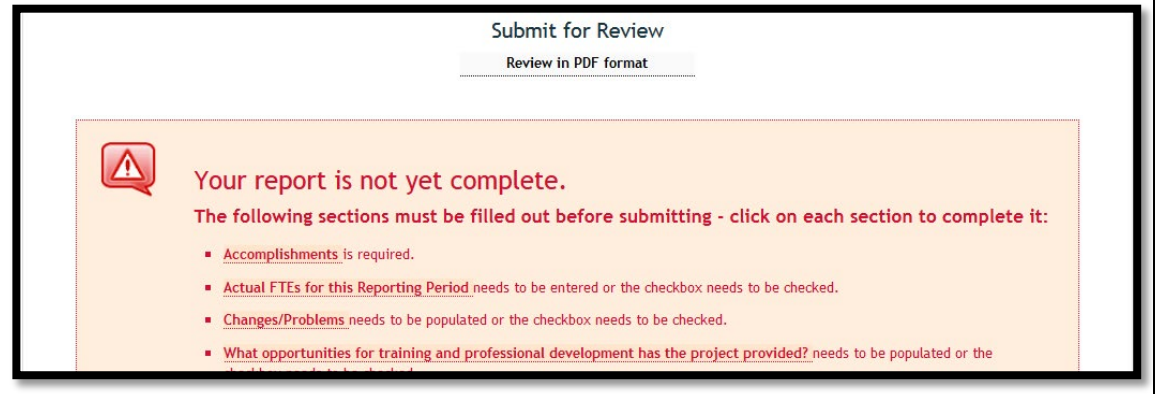 Submit for Review
Review in PDF format
Your report is not yet complete.
The following sections must be filled out before submitting - click on each section to complete it:
Accomplishments is required.
Actual FTEs for this Reporting Period needs to be entered or the checkbox needs to be checked.
Changes/Problems needs to be populated or the checkbox needs to be checked.
What opportunities for training and professional development has the project provided? needs to be populated or the